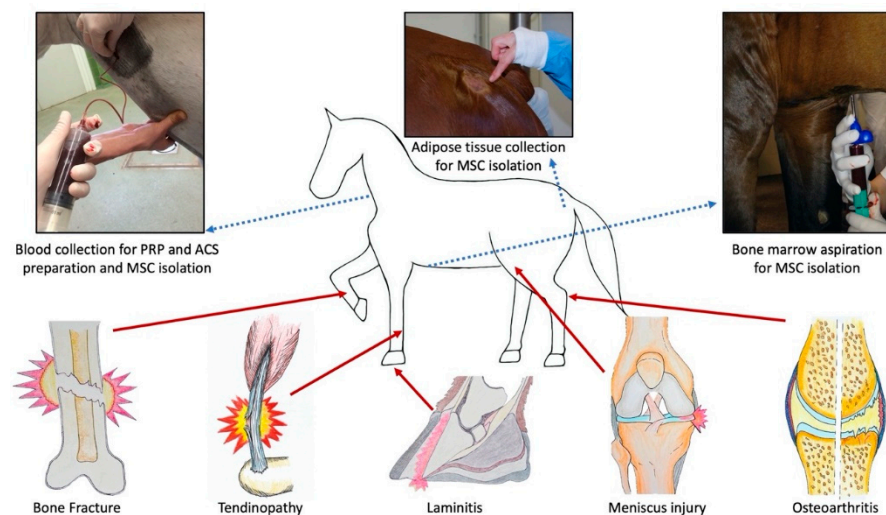 Adipose tissue collection
for MSC isolation
Blood collection for PRP and ACS
preparation and MSC isolation
Bone marrow aspiration
for MSC isolation
Bone Fracture
Tendinopathy
Laminitis
Meniscus injury
Osteoarthritis